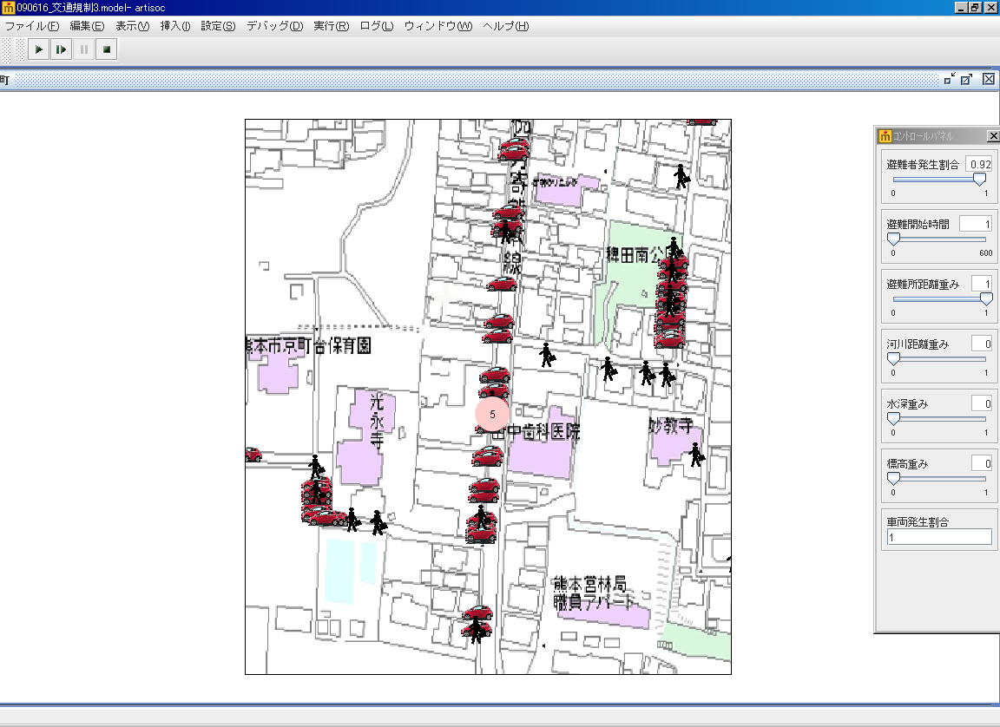 090616_交通規制3.model- artisoc
ファイル(F) 編集(E) 表示(V) 挿入(I) 設定(S) デバッグ(D) 実行(R) ログ(L) ウィンドウ(W) ヘルプ(H)
町
コントロールパネル
避難者発生割合 0.92
0 1
避難開始時間 1
0 600
避難所距離重み 1
0 1
河川距離重み 0
0 1
水深重み 0
0 1
標高重み 0
0 1
車両発生割合
1
線
稗田南公園
熊本市京町台保育園
光永寺
5
田中歯科医院
妙教寺
熊本営林局
職員アパート